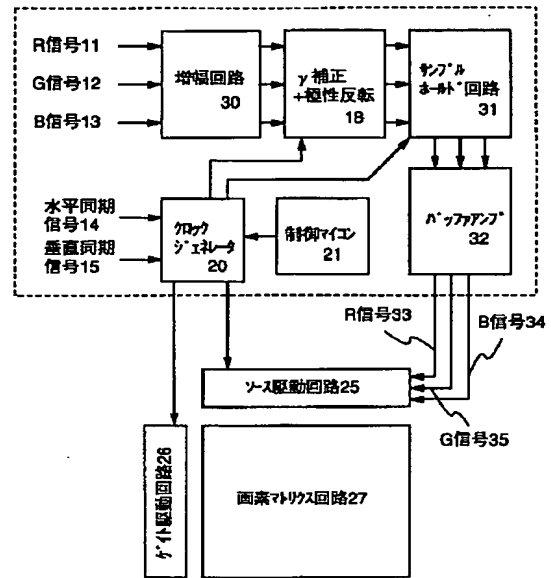 R信号11
G信号12
B信号13
増幅回路
30
γ補正
+極性反転
18
サンプル
ホールド回路
31
水平同期
信号14
垂直同期
信号15
クロック
ジェネレータ
20
制御マイコン
21
バッファアンプ
32
R信号33
B信号34
ソース駆動回路25
G信号35
ゲイト駆動回路26
画素マトリクス回路27